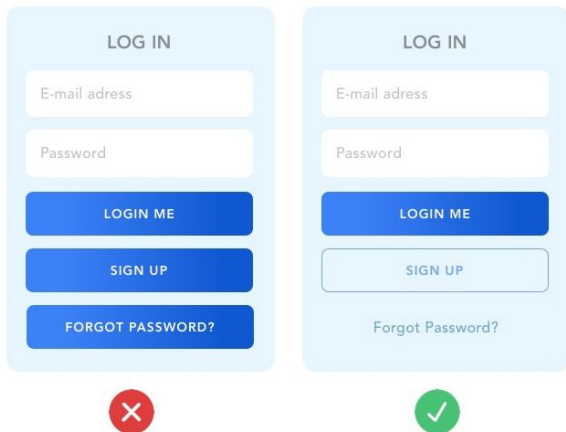 LOG IN
E-mail adress
Password
LOGIN ME
SIGN UP
FORGOT PASSWORD?
LOG IN
E-mail adress
Password
LOGIN ME
SIGN UP
Forgot Password?